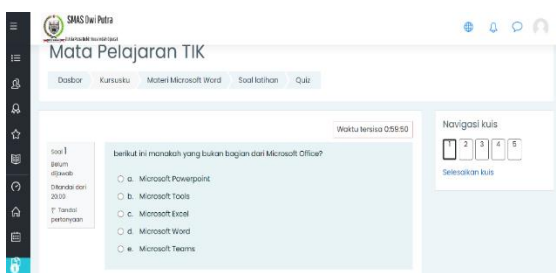 SMAS Dwi Putra
Mata Pelajaran TIK
Dasbor Kursusku Materi Microsoft Word Soal latihan Quiz
Waktu tersisa 0:59:50
Soal 1
Belum dijawab
Ditandai dari 20,00
Tandai pertanyaan
berikut ini manakah yang bukan bagian dari Microsoft Office?
a. Microsoft Powerpoint
b. Microsoft Tools
c. Microsoft Excel
d. Microsoft Word
e. Microsoft Teams
Navigasi kuis
1 2 3 4 5
Selesaikan kuis